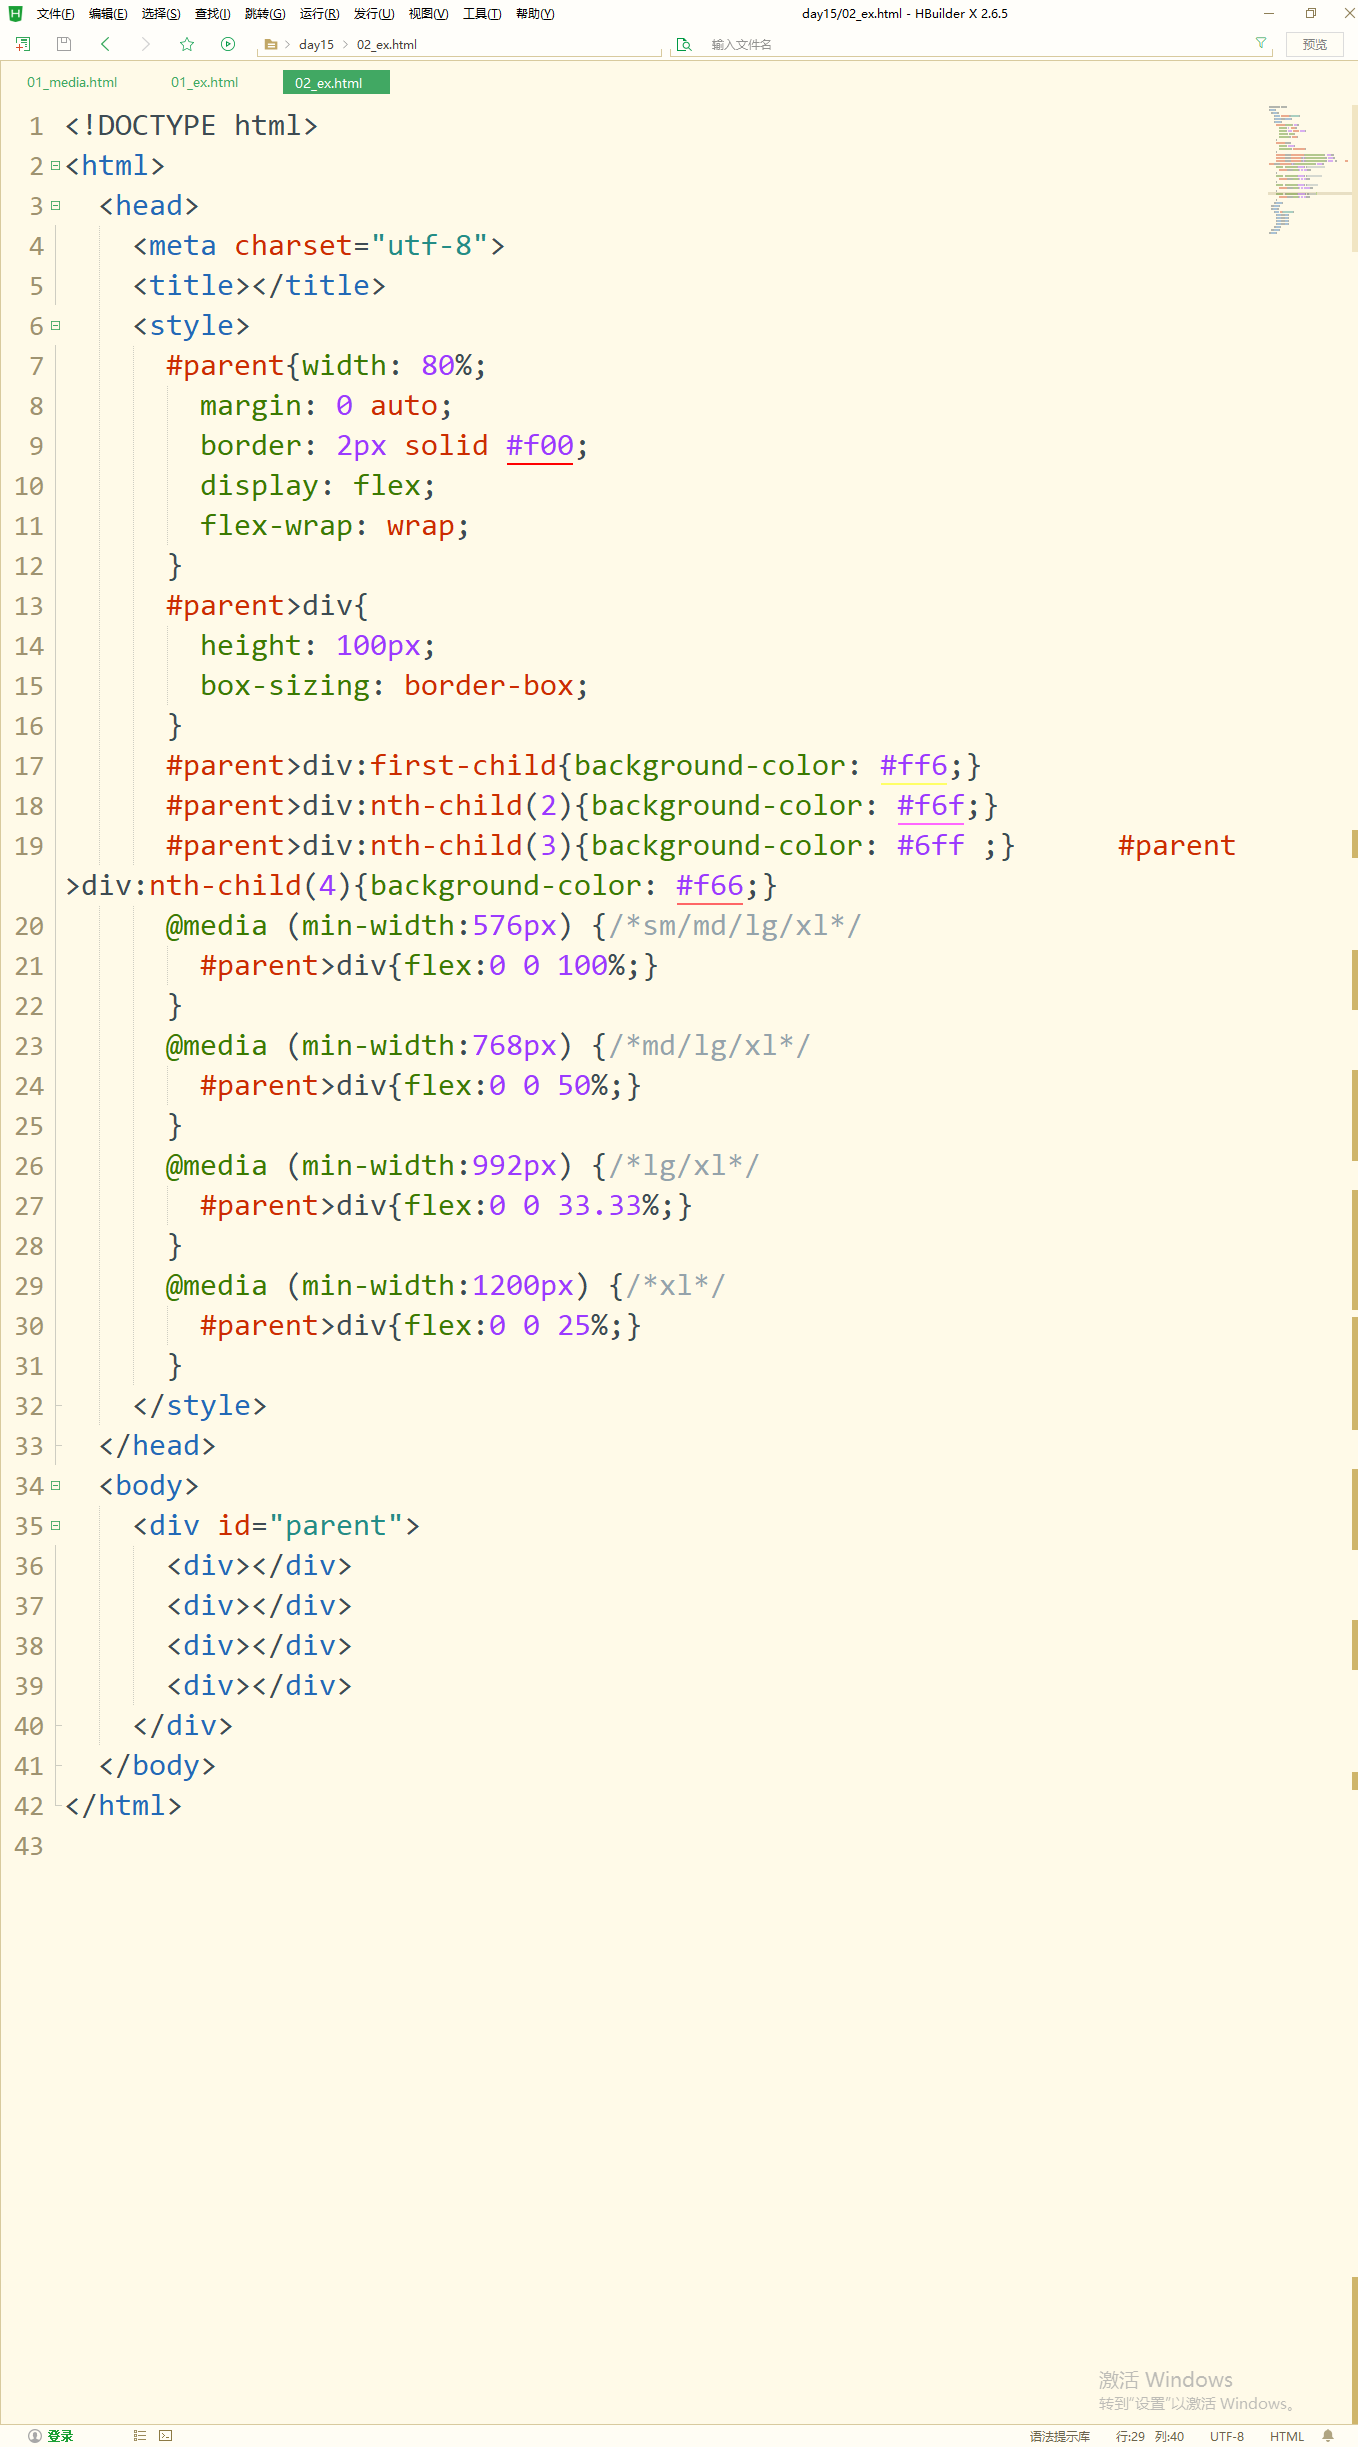 文件(F) 编辑(E) 选择(S) 查找(I) 跳转(G) 运行(R) 发行(U) 视图(V) 工具(T) 帮助(Y) day15/02_ex.html - HBuilder X 2.6.5
day15 02_ex.html 输入文件名 预览
01_media.html 01_ex.html 02_ex.html
1 <!DOCTYPE html>
2 <html>
3 <head>
4 <meta charset="utf-8">
5 <title></title>
6 <style>
7 #parent{width: 80%;
8 margin: 0 auto;
9 border: 2px solid #f00;
10 display: flex;
11 flex-wrap: wrap;
12 }
13 #parent>div{
14 height: 100px;
15 box-sizing: border-box;
16 }
17 #parent>div:first-child{background-color: #ff6;}
18 #parent>div:nth-child(2){background-color: #f6f;}
19 #parent>div:nth-child(3){background-color: #6ff ;} #parent
>div:nth-child(4){background-color: #f66;}
20 @media (min-width:576px) {/*sm/md/lg/xl*/
21 #parent>div{flex:0 0 100%;}
22 }
23 @media (min-width:768px) {/*md/lg/xl*/
24 #parent>div{flex:0 0 50%;}
25 }
26 @media (min-width:992px) {/*lg/xl*/
27 #parent>div{flex:0 0 33.33%;}
28 }
29 @media (min-width:1200px) {/*xl*/
30 #parent>div{flex:0 0 25%;}
31 }
32 </style>
33 </head>
34 <body>
35 <div id="parent">
36 <div></div>
37 <div></div>
38 <div></div>
39 <div></div>
40 </div>
41 </body>
42 </html>
43
激活 Windows
转到"设置"以激活 Windows。
登录 语法提示库 行:29 列:40 UTF-8 HTML